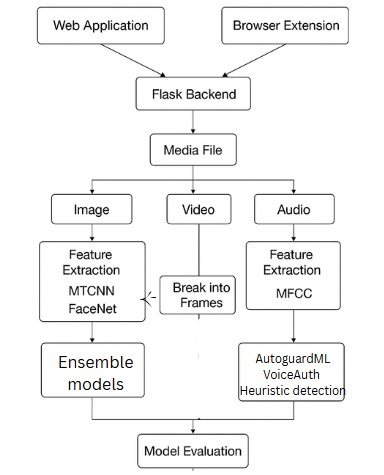 Web Application
Browser Extension
Flask Backend
Media File
Image
Video
Audio
Feature
Extraction
MTCNN
FaceNet
Break into
Frames
Feature
Extraction
MFCC
Ensemble
models
AutoguardML
VoiceAuth
Heuristic detection
Model Evaluation